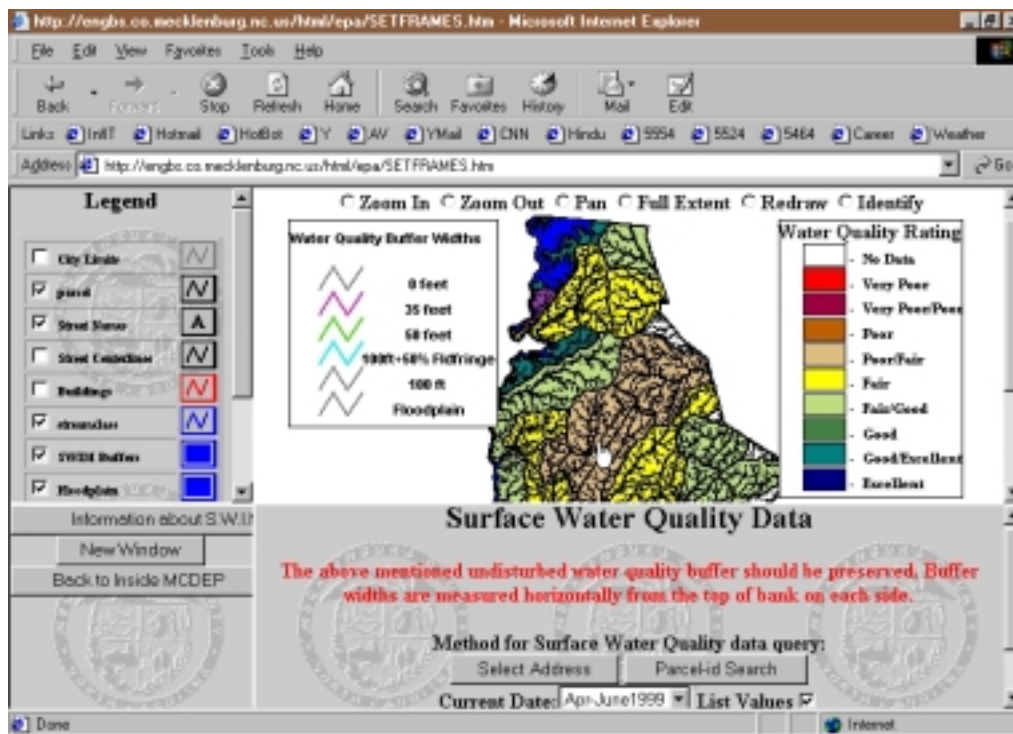 http://engbs.co.mecklenburg.nc.us/html/epa/SETFRAMES.htm - Microsoft Internet Explorer
File Edit View Favorites Tools Help
Back Forward Stop Refresh Home Search Favorites History Mail Edit
Links InfIT Hotmail HotBot Y AV YMail CNN Hindu 5554 5524 5464 Career Weather
Address http://engbs.co.mecklenburg.nc.us/html/epa/SETFRAMES.htm Go
Legend
City Limits
parcel
Street Names A
Street Centerlines
Buildings
streamclass
SWIM Buffers
Floodplain
Zoom In Zoom Out Pan Full Extent Redraw Identify
Water Quality Buffer Widths
0 feet
35 feet
50 feet
100ft+50% Fldfringe
100 ft
Floodplain
Water Quality Rating
- No Data
- Very Poor
- Very Poor/Poor
- Poor
- Poor/Fair
- Fair
- Fair/Good
- Good
- Good/Excellent
- Excellent
Information about S.W.I.
New Window
Back to Inside MCDEP
Surface Water Quality Data
The above mentioned undisturbed water quality buffer should be preserved. Buffer
widths are measured horizontally from the top of bank on each side.
Method for Surface Water Quality data query:
Select Address Parcel-id Search
Current Date: Apr-June1999 List Values
Done Internet